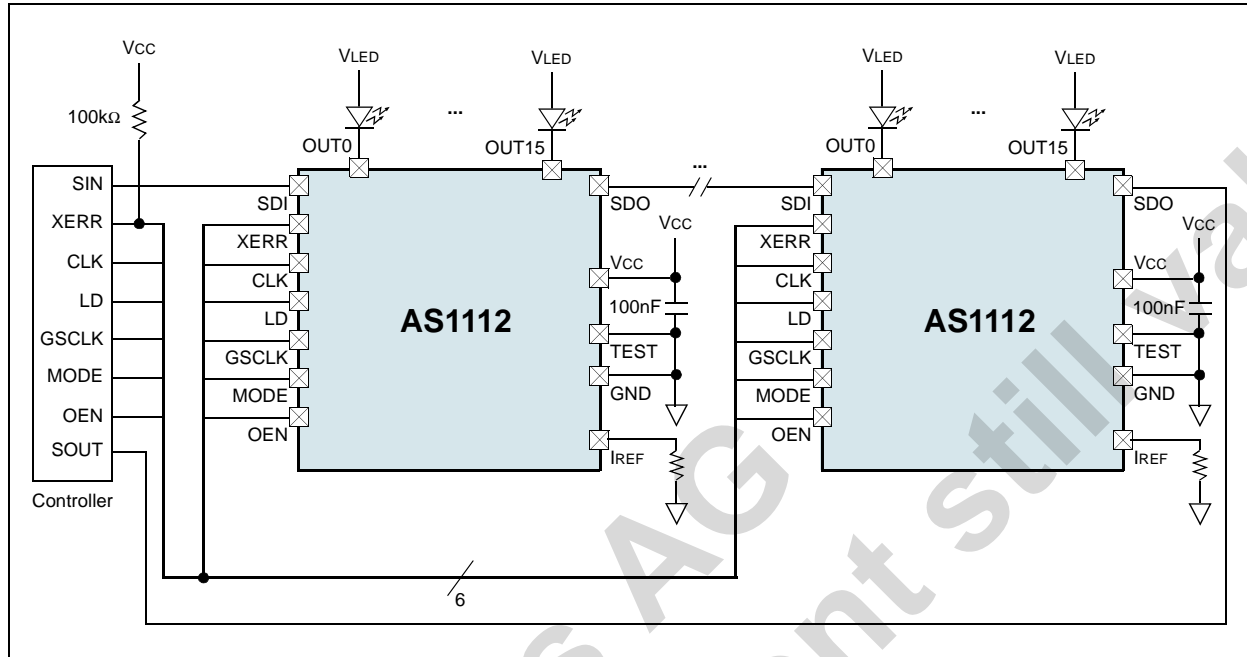 VCC
100kΩ
SIN
XERR
CLK
LD
GSCLK
MODE
OEN
SOUT
Controller
VLED
...
VLED
OUT0
OUT15
SDI
XERR
CLK
LD
GSCLK
MODE
OEN
AS1112
SDO
VCC
VCC
100nF
TEST
GND
IREF
...
VLED
...
VLED
OUT0
OUT15
SDI
XERR
CLK
LD
GSCLK
MODE
OEN
AS1112
SDO
VCC
VCC
100nF
TEST
GND
IREF
6
AG
still